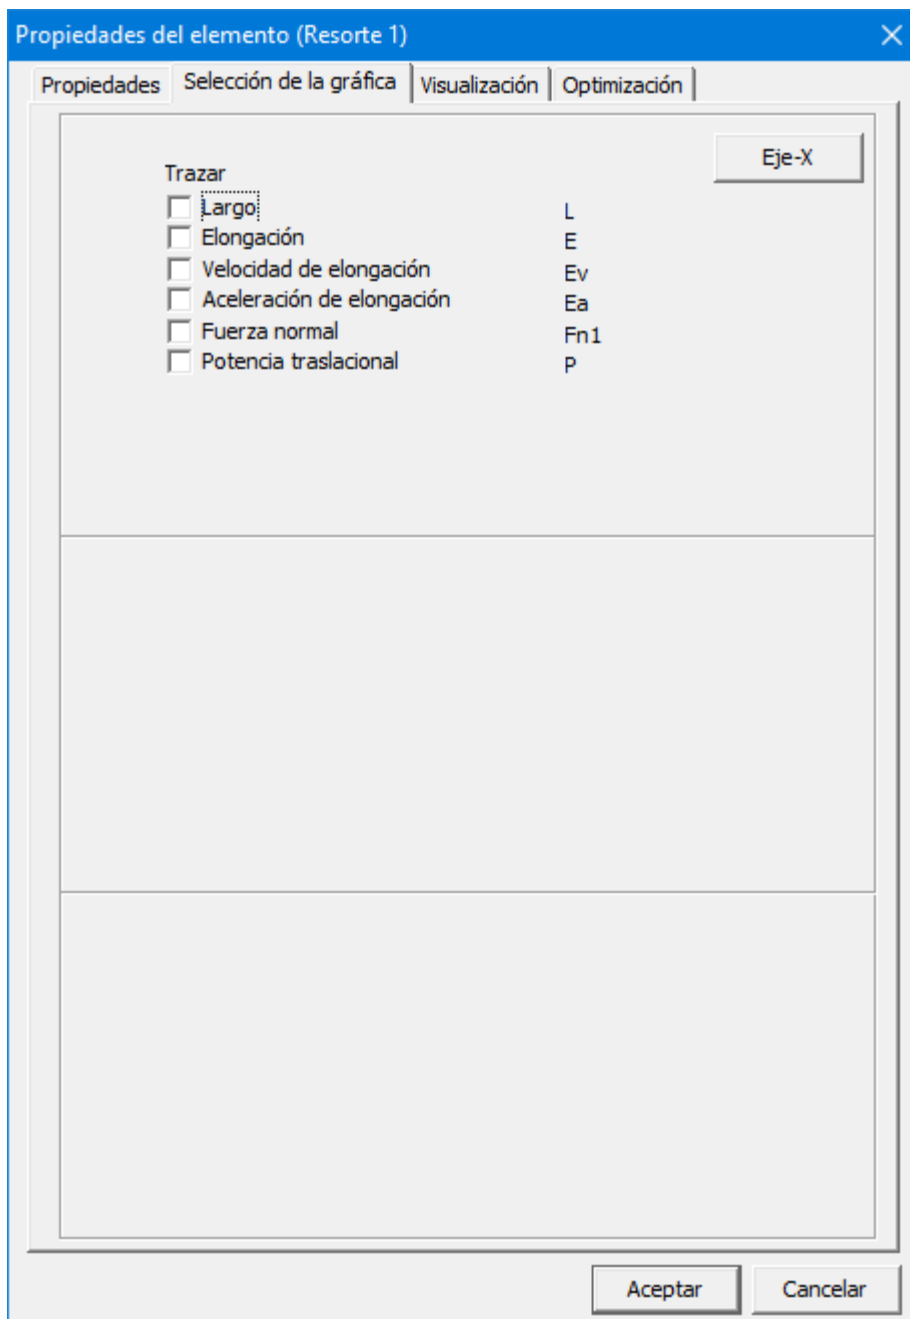 Propiedades del elemento (Resorte 1)
Propiedades Selección de la gráfica Visualización Optimización
Eje-X
Trazar
Largo L
Elongación E
Velocidad de elongación Ev
Aceleración de elongación Ea
Fuerza normal Fn1
Potencia traslacional P
Aceptar Cancelar